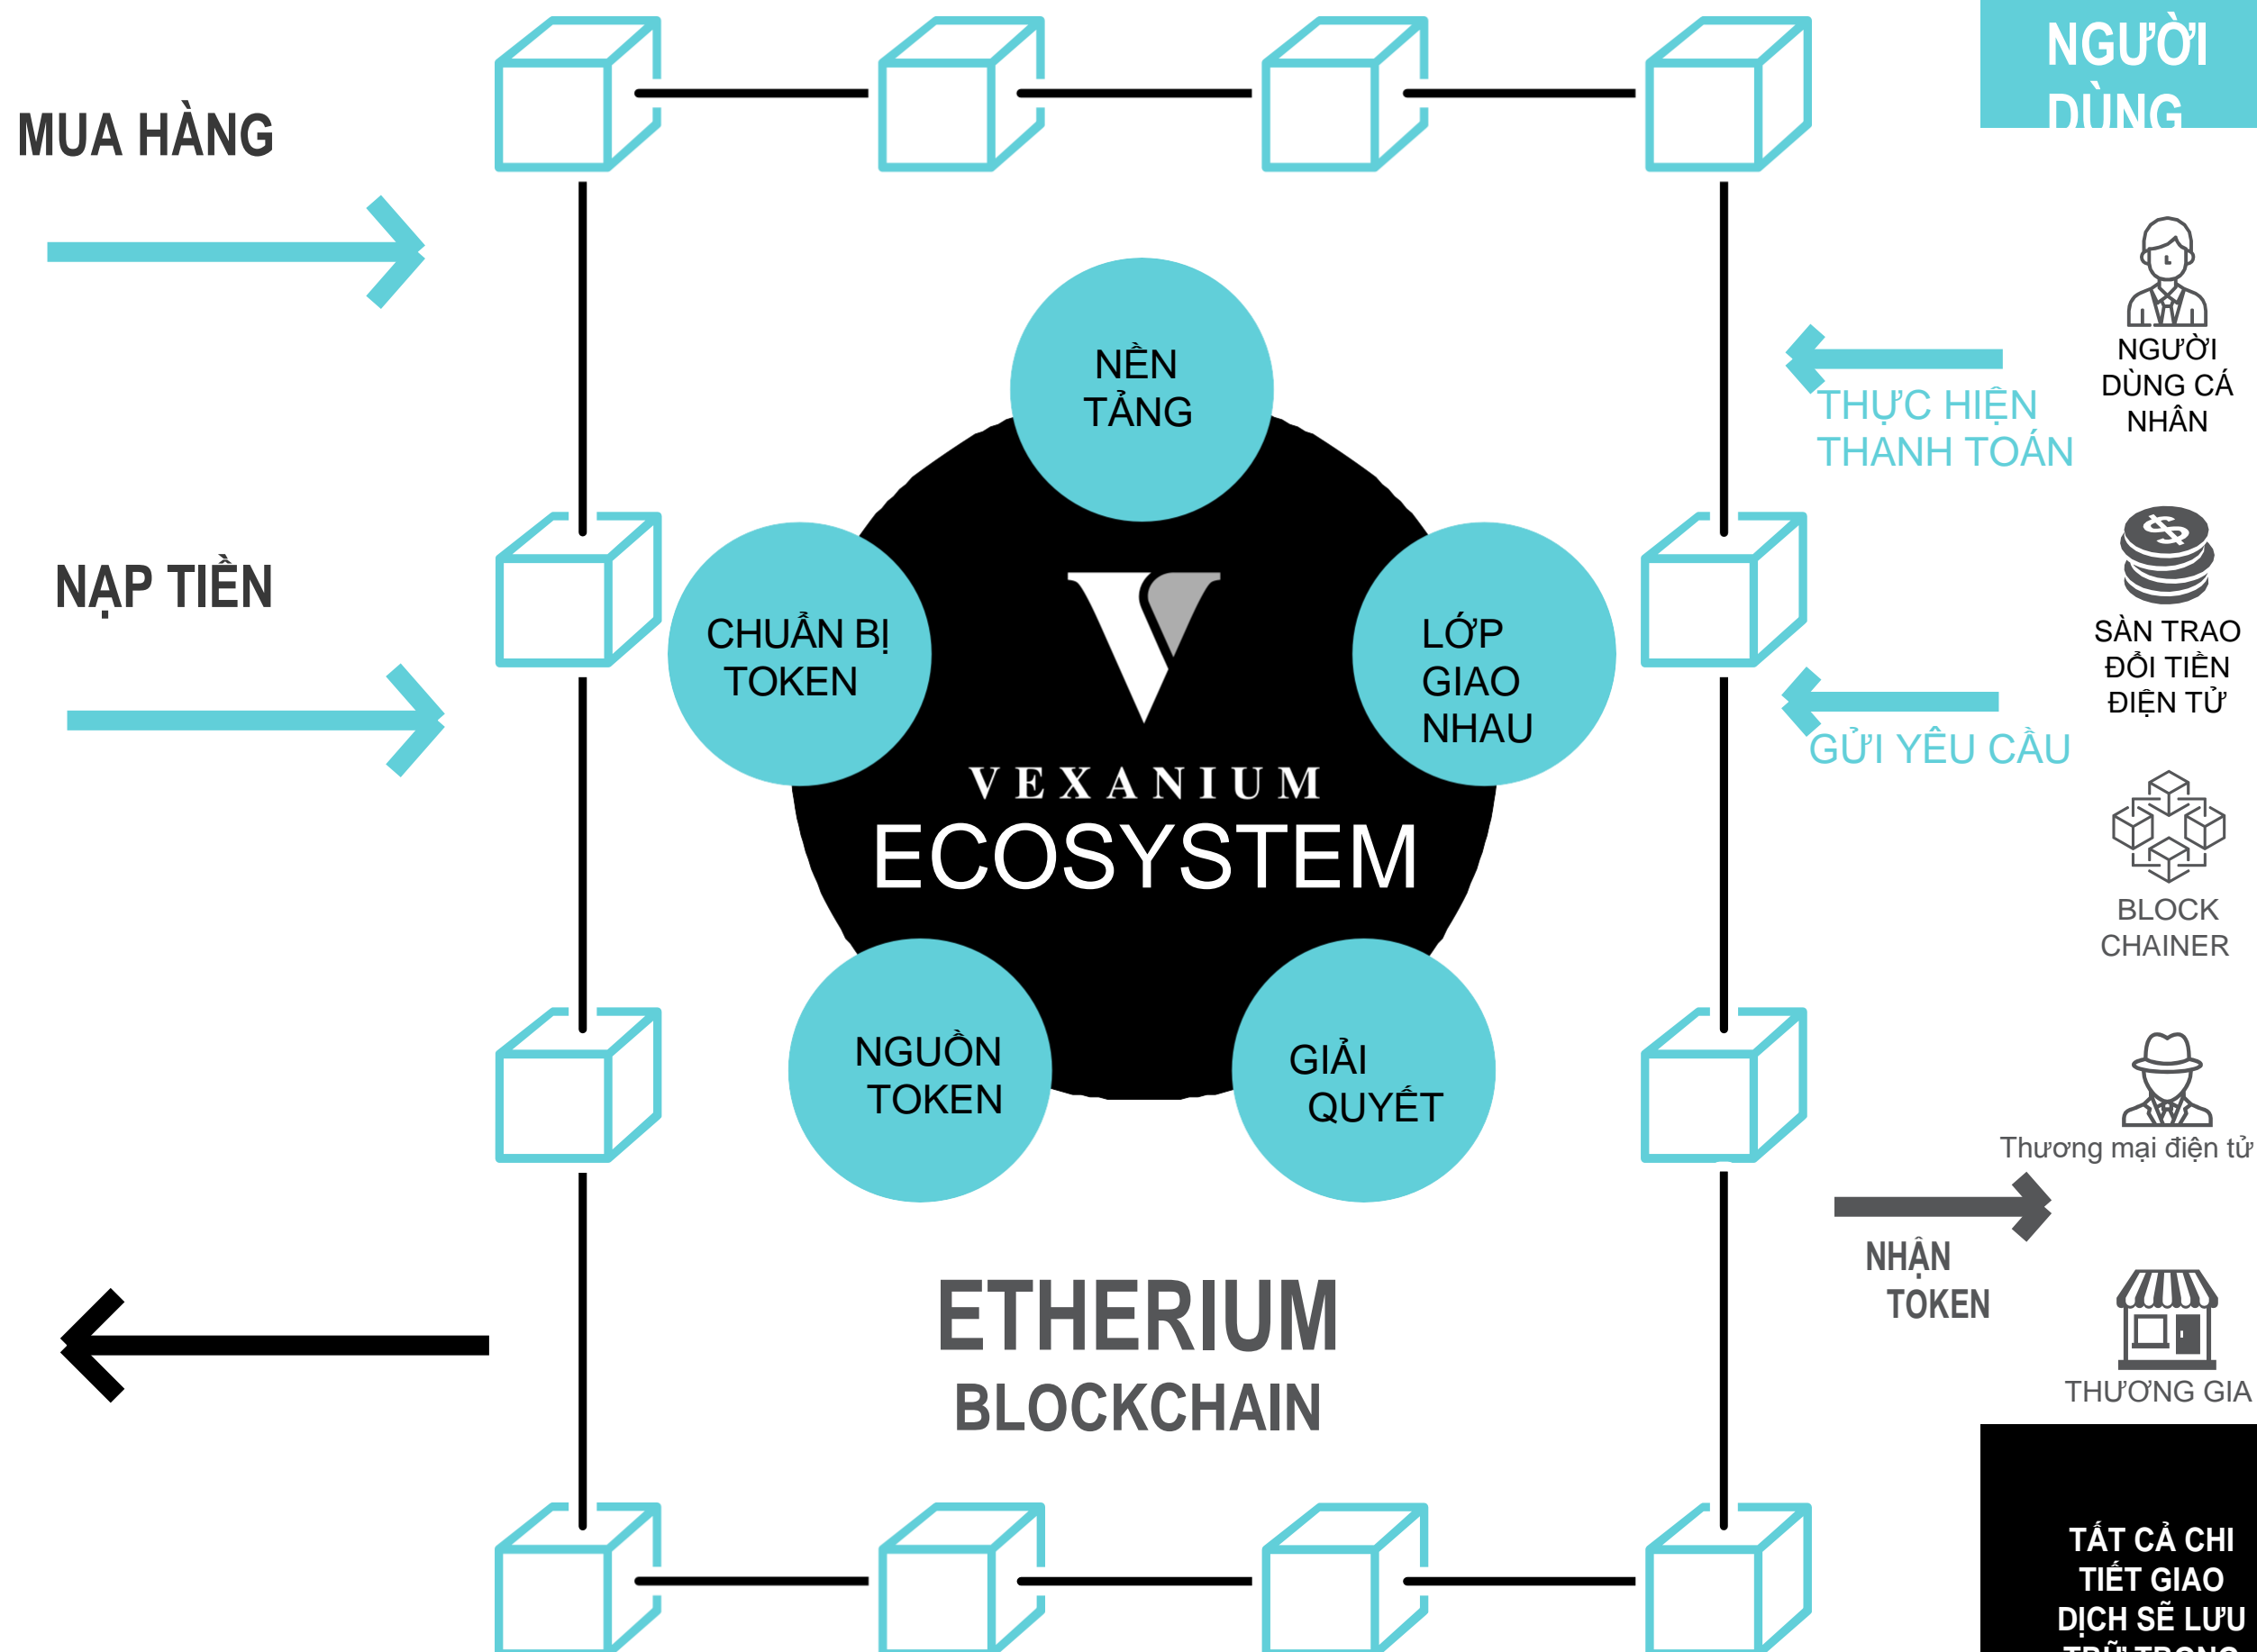 NGƯỜI
DÙNG
MUA HÀNG
NỀN
TẢNG
NGƯỜI
DÙNG CÁ
NHÂN
THỰC HIỆN
THANH TOÁN
NẠP TIỀN
CHUẨN BỊ
TOKEN
LỚP
GIAO
NHAU
SÀN TRAO
ĐỔI TIỀN
ĐIỆN TỬ
GỬI YÊU CẦU
VEXANIUM
ECOSYSTEM
BLOCK
CHAINER
NGUỒN
TOKEN
GIẢI
QUYẾT
Thương mại điện tử
NHẬN
TOKEN
ETHERIUM
BLOCKCHAIN
THƯƠNG GIA
TẤT CẢ CHI
TIẾT GIAO
DỊCH SẼ LƯU
TRỮ TRONG